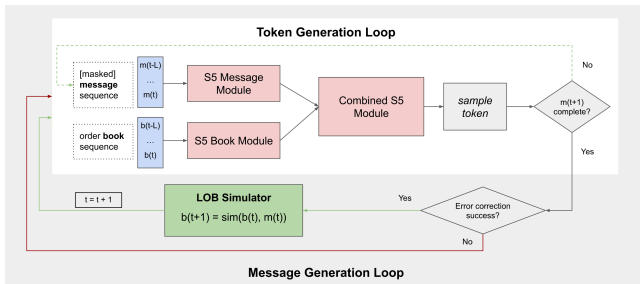 Token Generation Loop
[masked]
message
sequence
m(t-L)
...
m(t)
S5 Message
Module
Combined S5
Module
sample
token
m(t+1)
complete?
No
order book
sequence
b(t-L)
...
b(t)
S5 Book Module
Yes
t = t + 1
LOB Simulator
b(t+1) = sim(b(t), m(t))
Yes
Error correction
success?
No
Message Generation Loop